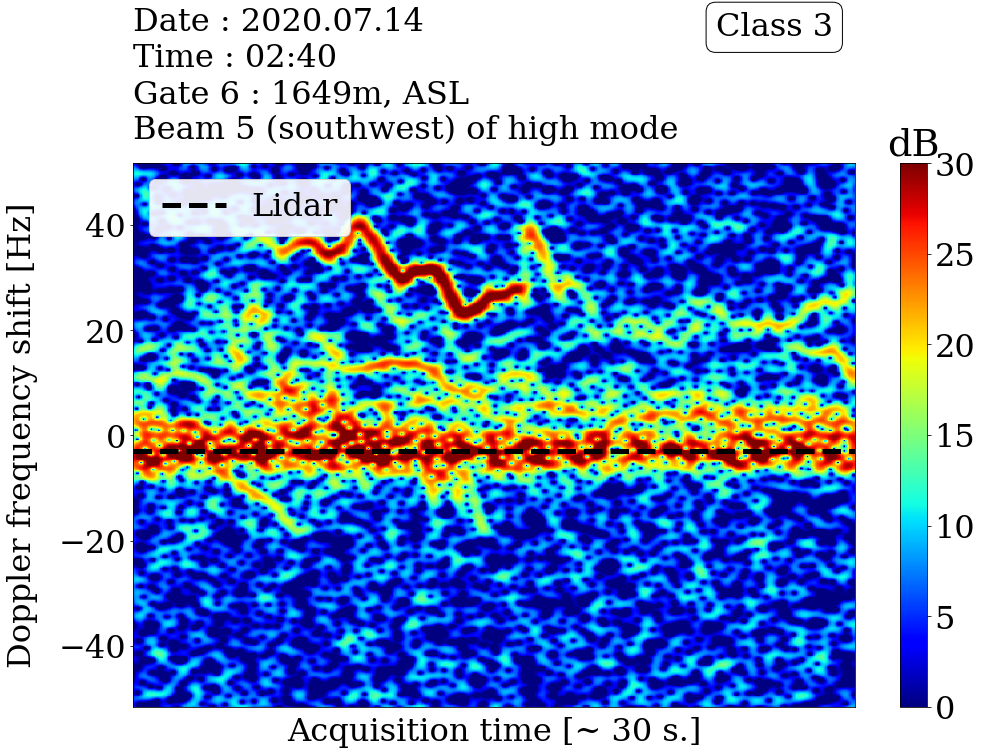 Date : 2020.07.14
Time : 02:40
Gate 6 : 1649m, ASL
Beam 5 (southwest) of high mode
Class 3
dB
Lidar
Doppler frequency shift [Hz]
40
20
0
−20
−40
30
25
20
15
10
5
0
Acquisition time [~ 30 s.]